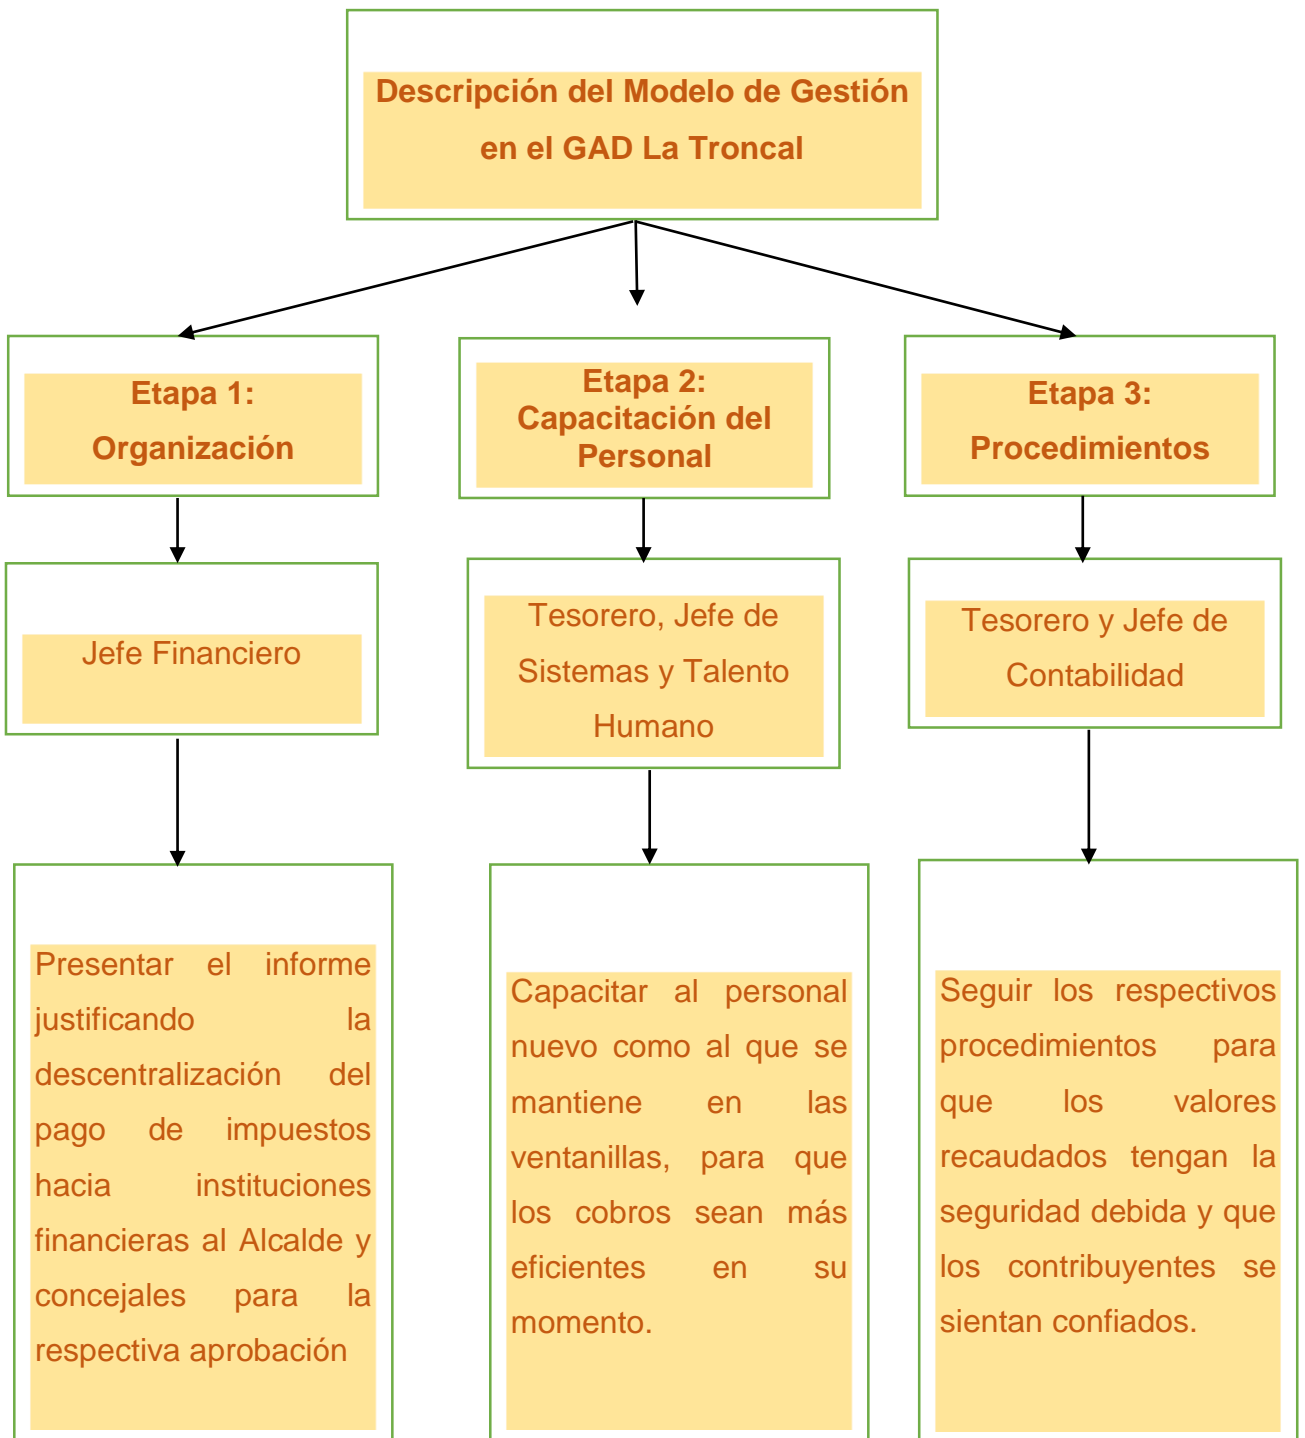 Descripción del Modelo de Gestión
en el GAD La Troncal
Etapa 1:
Organización
Etapa 2:
Capacitación del
Personal
Etapa 3:
Procedimientos
Jefe Financiero
Tesorero, Jefe de
Sistemas y Talento
Humano
Tesorero y Jefe de
Contabilidad
Presentar el informe
justificando la
descentralización del
pago de impuestos
hacia instituciones
financieras al Alcalde y
concejales para la
respectiva aprobación
Capacitar al personal
nuevo como al que se
mantiene en las
ventanillas, para que
los cobros sean más
eficientes en su
momento.
Seguir los respectivos
procedimientos para
que los valores
recaudados tengan la
seguridad debida y que
los contribuyentes se
sientan confiados.